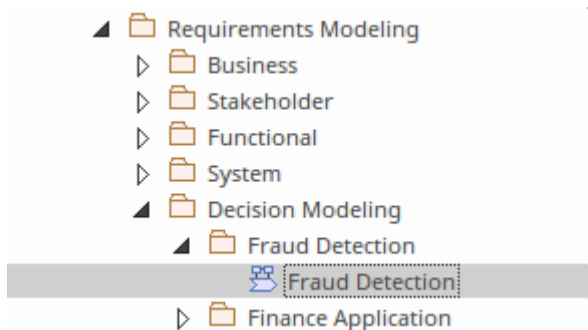 Requirements Modeling
Business
Stakeholder
Functional
System
Decision Modeling
Fraud Detection
Fraud Detection
Finance Application